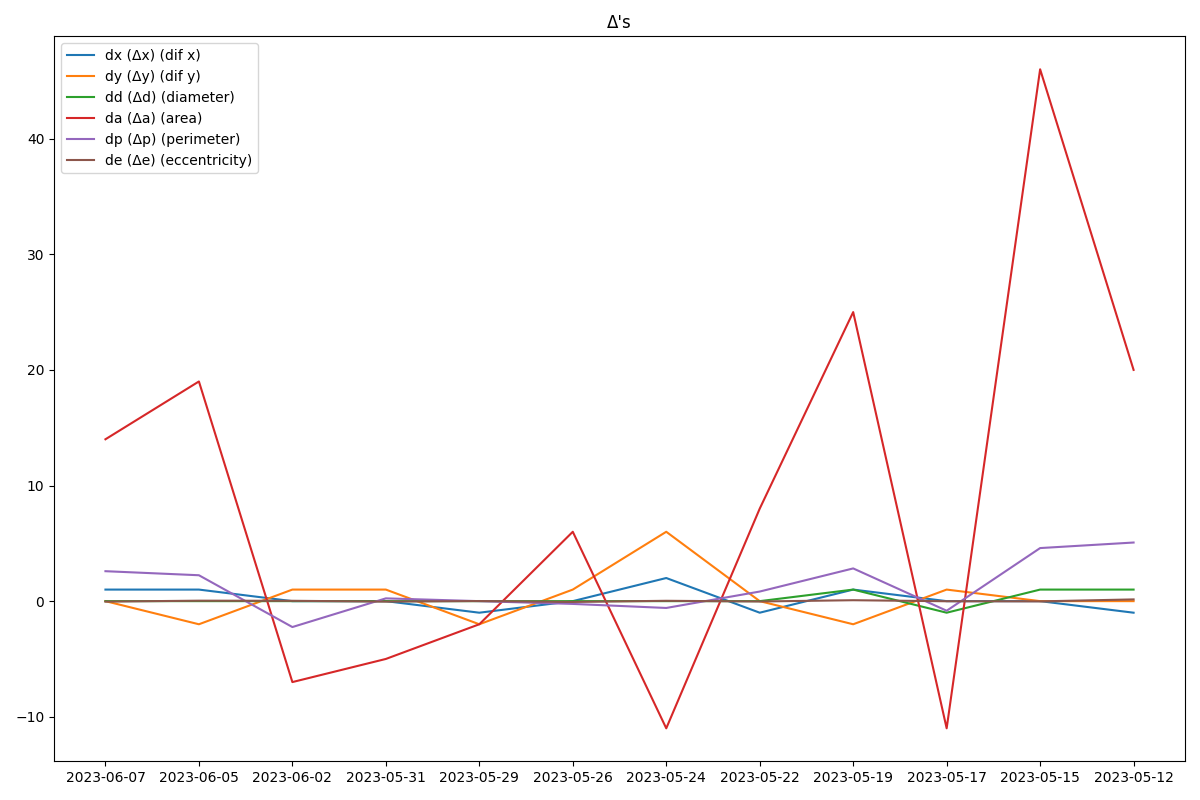 Δ's
dx (Δx) (dif x)
dy (Δy) (dif y)
dd (Δd) (diameter)
da (Δa) (area)
dp (Δp) (perimeter)
de (Δe) (eccentricity)
40
30
20
10
0
−10
2023-06-07 2023-06-05 2023-06-02 2023-05-31 2023-05-29 2023-05-26 2023-05-24 2023-05-22 2023-05-19 2023-05-17 2023-05-15 2023-05-12